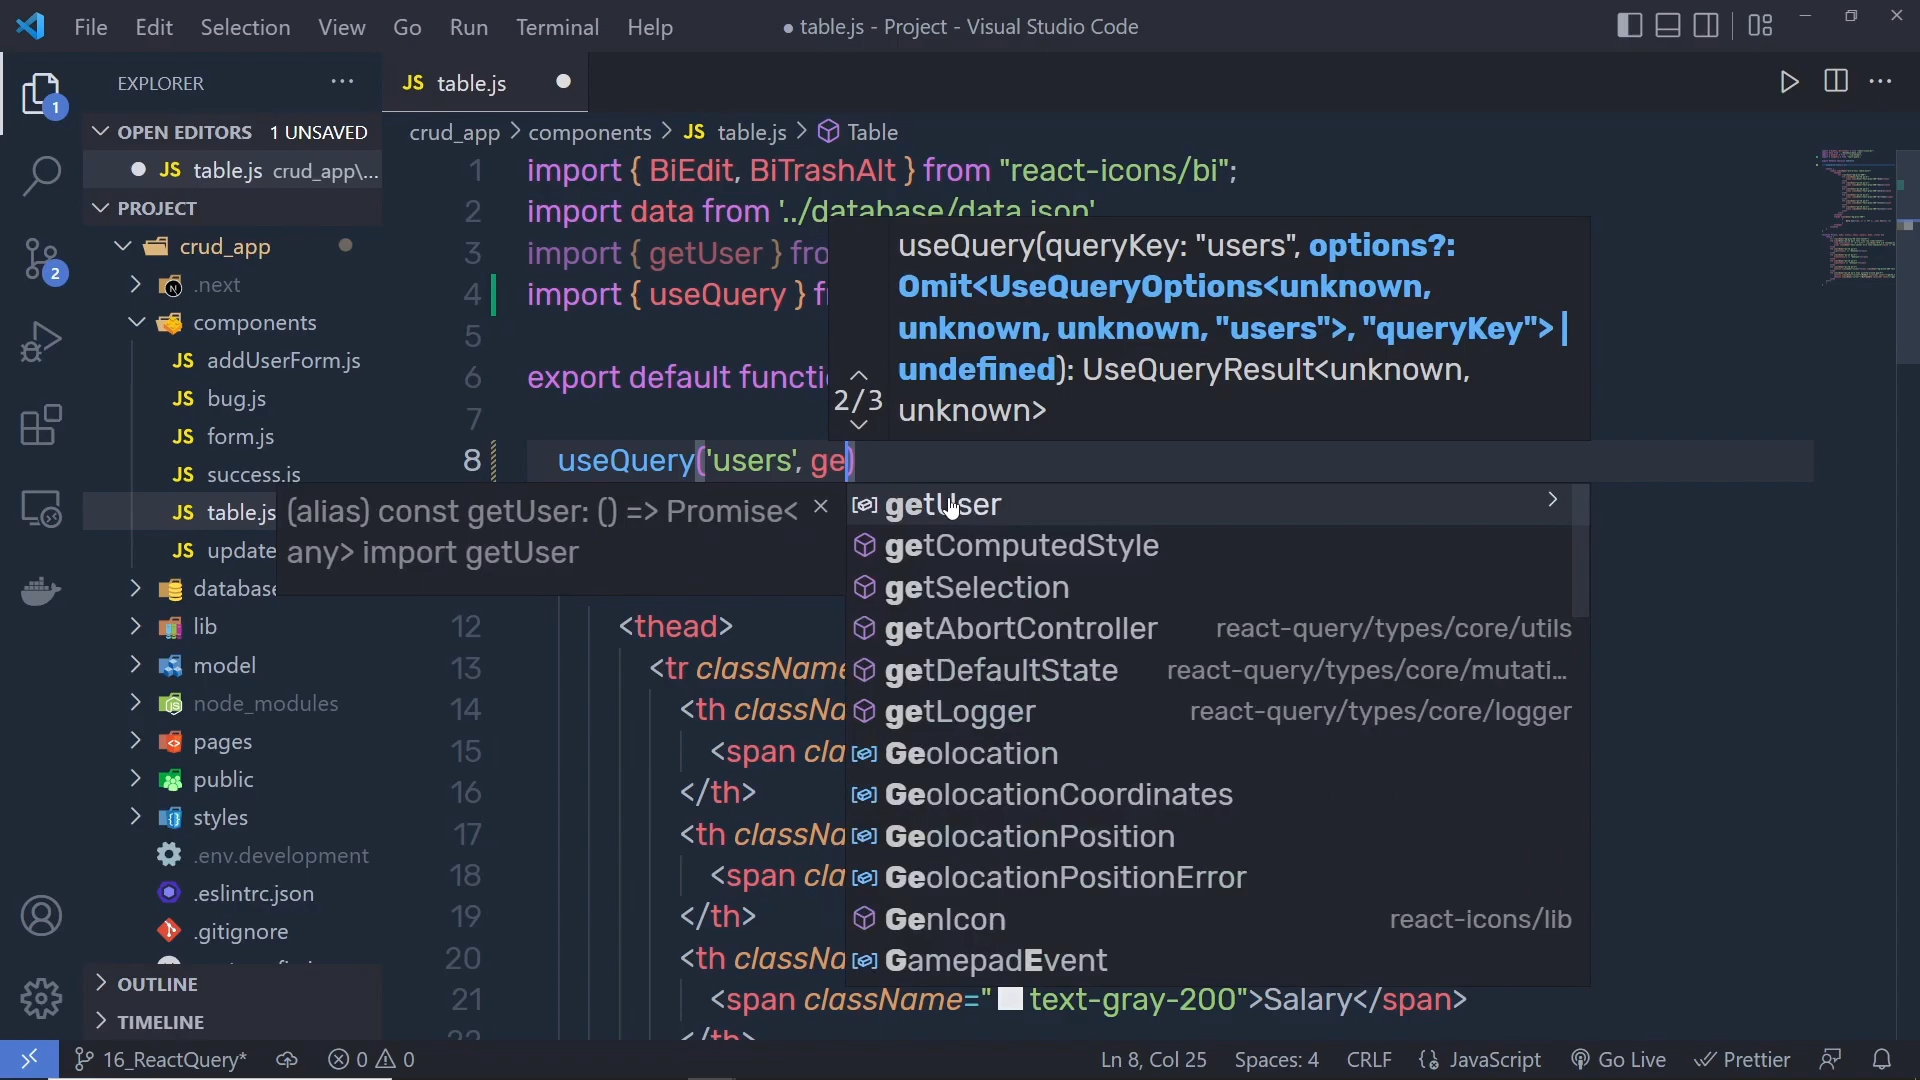 File Edit Selection View Go Run Terminal Help
● table.js - Project - Visual Studio Code
EXPLORER
JS table.js
1
OPEN EDITORS 1 UNSAVED
JS table.js crud_app\...
PROJECT
crud_app
.next
components
JS addUserForm.js
JS bug.js
JS form.js
JS success.js
JS table.js
JS update
database
lib
model
node_modules
pages
public
styles
.env.development
.eslintrc.json
.gitignore
OUTLINE
TIMELINE
2
crud_app > components > JS table.js > Table
1 import { BiEdit, BiTrashAlt } from "react-icons/bi";
2 import data from '../database/data.json'
3 import { getUser } fro
4 import { useQuery } f
5
6 export default functi
7
8 useQuery('users', ge)
useQuery(queryKey: "users", options?:
Omit<UseQueryOptions<unknown,
unknown, unknown, "users">, "queryKey"> |
undefined): UseQueryResult<unknown,
unknown>
2/3
(alias) const getUser: () => Promise<
any> import getUser
getUser
getComputedStyle
getSelection
getAbortController react-query/types/core/utils
getDefaultState react-query/types/core/mutati...
getLogger react-query/types/core/logger
Geolocation
GeolocationCoordinates
GeolocationPosition
GeolocationPositionError
GenIcon react-icons/lib
GamepadEvent
12 <thead>
13 <tr className
14 <th classNa
15 <span cla
16 </th>
17 <th classNa
18 <span cla
19 </th>
20 <th classNa
21 <span className=" text-gray-200">Salary</span>
22 </th>
16_ReactQuery* 0 0
Ln 8, Col 25 Spaces: 4 CRLF JavaScript Go Live Prettier